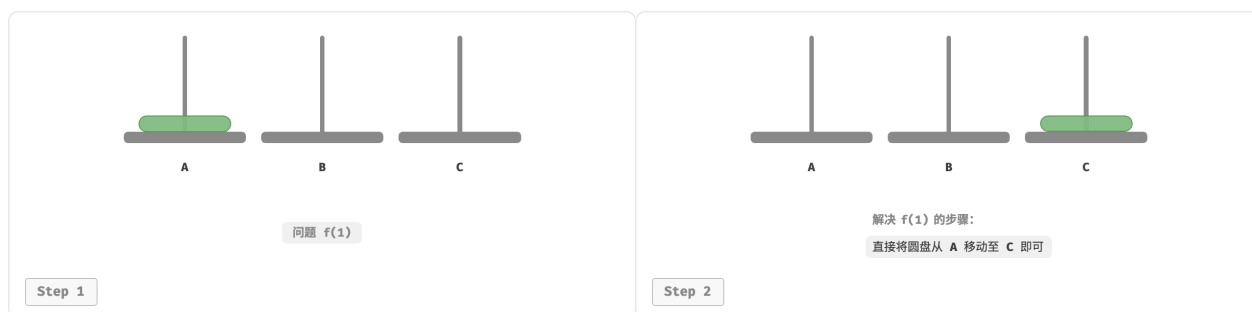 A B C
问题 f(1)
Step 1
A B C
解决 f(1) 的步骤：
直接将圆盘从 A 移动至 C 即可
Step 2